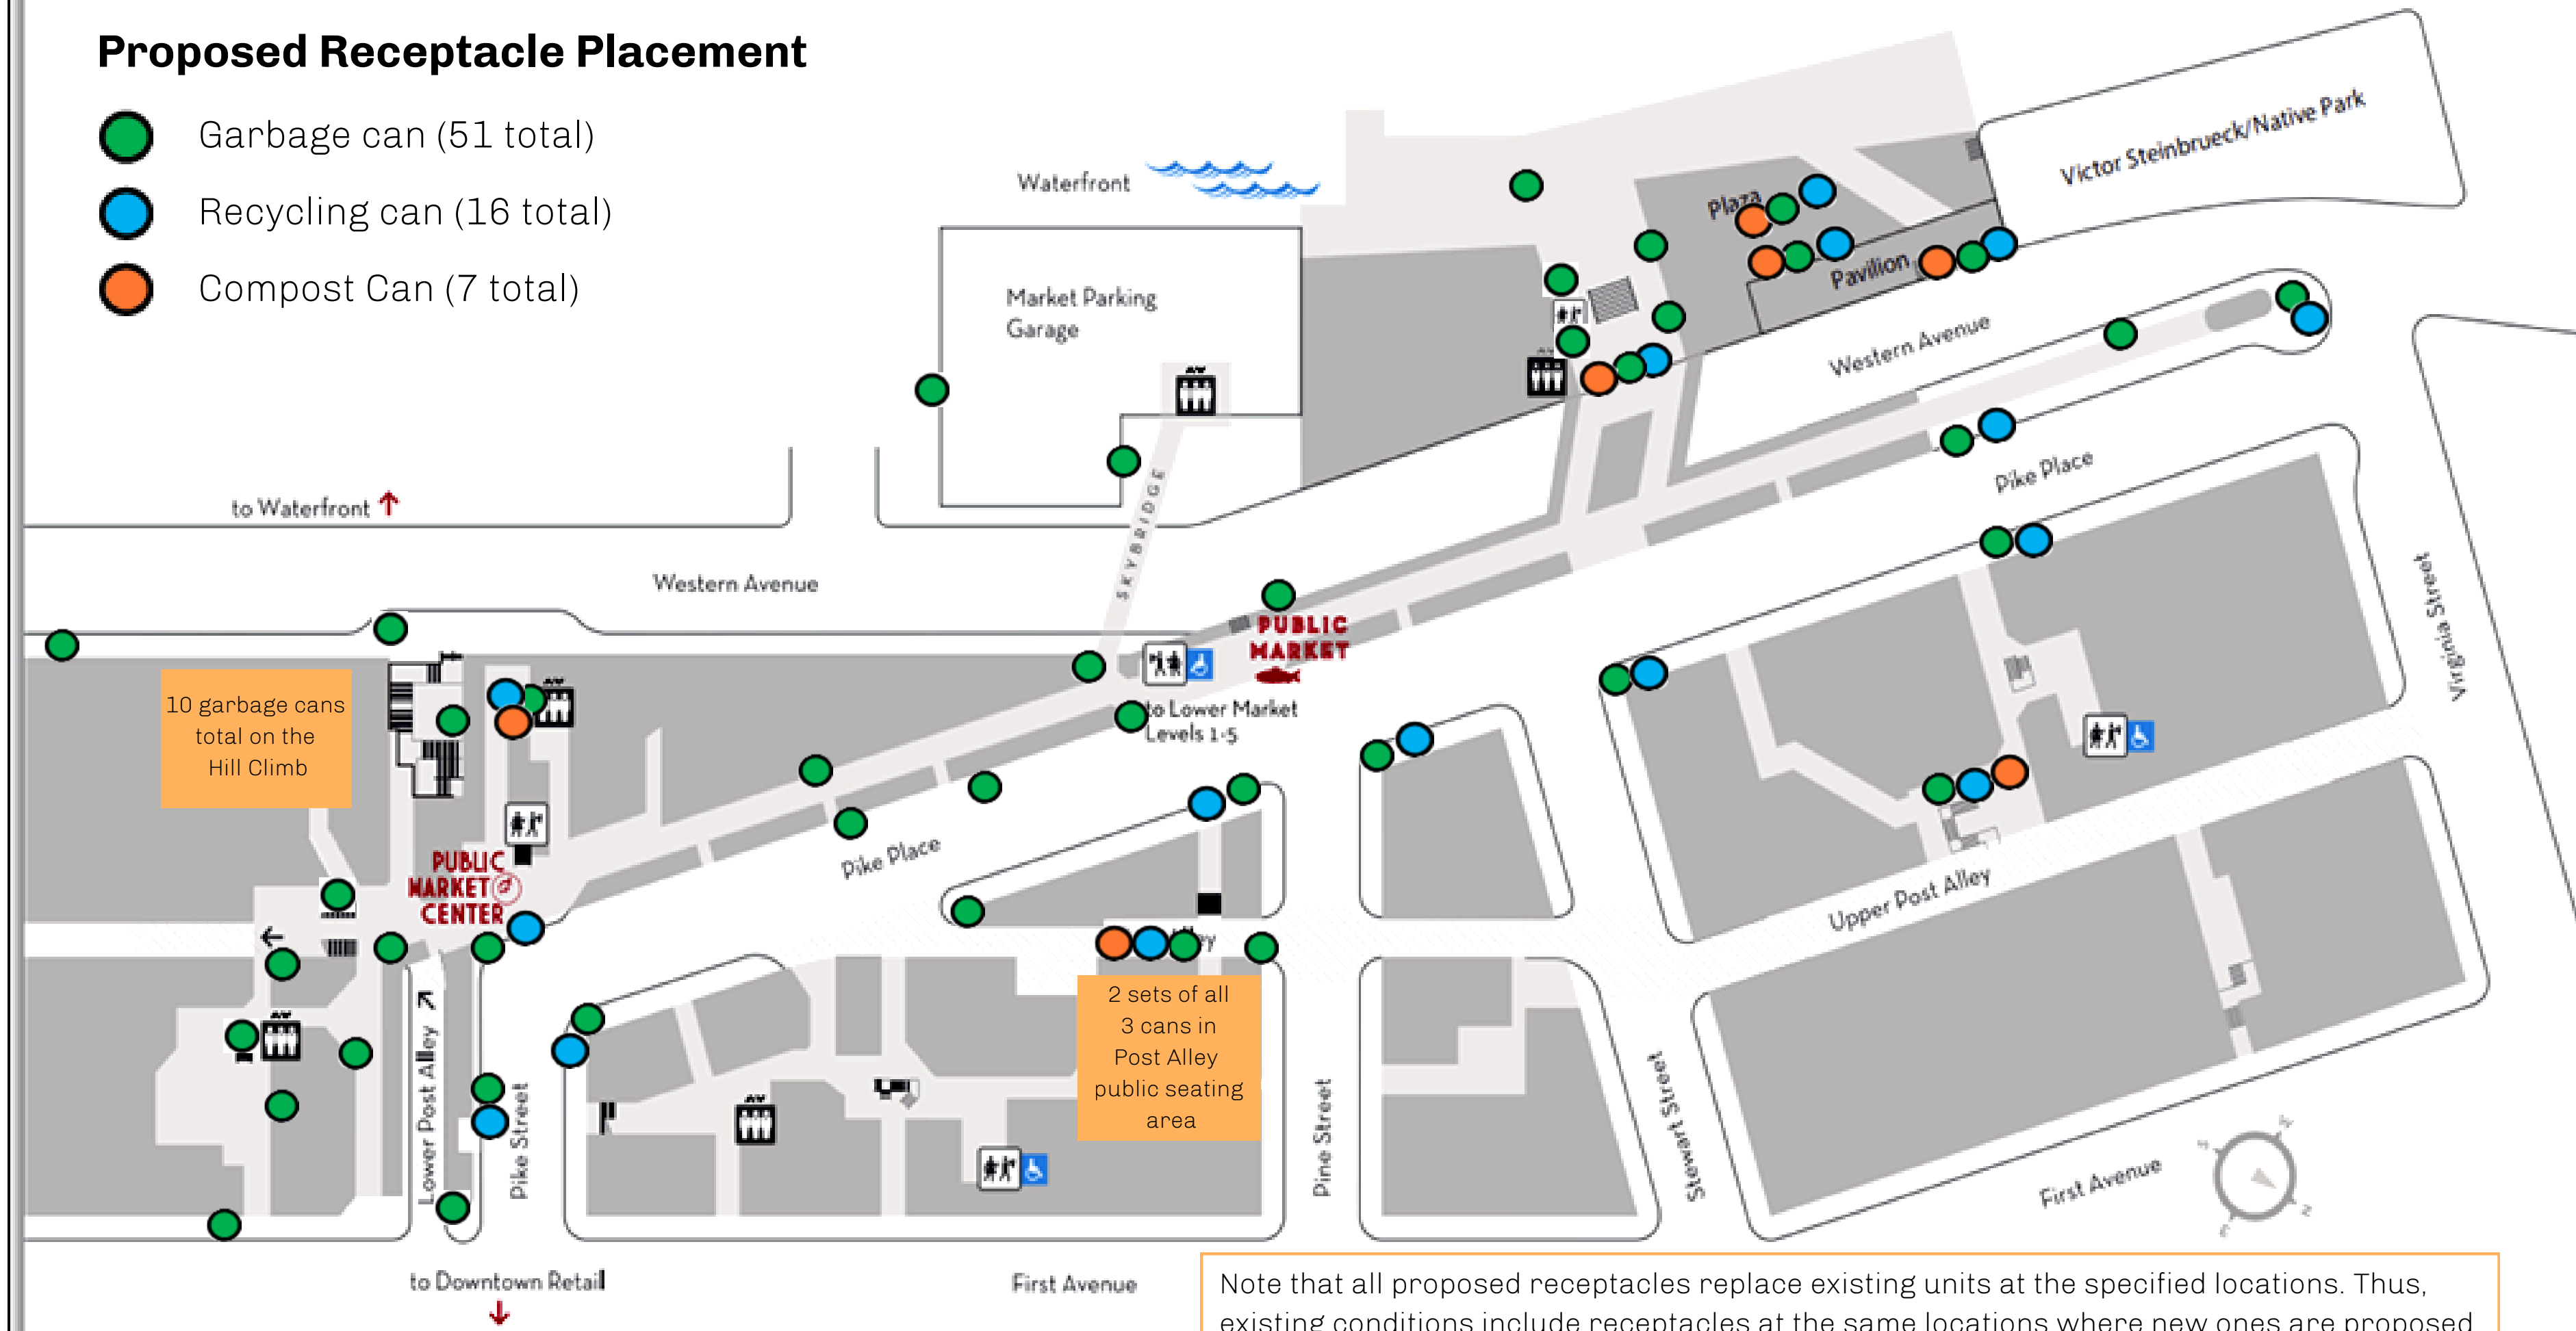 Proposed Receptacle Placement
Garbage can (51 total)
Recycling can (16 total)
Compost Can (7 total)
Waterfront
Plaza
Victor Steinbrueck/Native Park
Pavilion
Market Parking
Garage
Western Avenue
SKYBRIDGE
Pike Place
to Waterfront
Western Avenue
Virginia Street
PUBLIC
MARKET
to Lower Market
Levels 1-5
10 garbage cans
total on the
Hill Climb
PUBLIC
MARKET
CENTER
Pike Place
Upper Post Alley
2 sets of all
3 cans in
Post Alley
public seating
area
Lower Post Alley
Pike Street
Pine Street
Stewart Street
First Avenue
to Downtown Retail
First Avenue
Note that all proposed receptacles replace existing units at the specified locations. Thus,
existing conditions include receptacles at the same locations where new ones are proposed